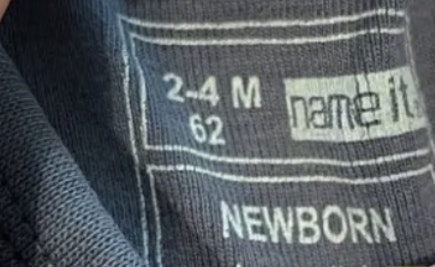 2-4 M
62
name it.
NEWBORN